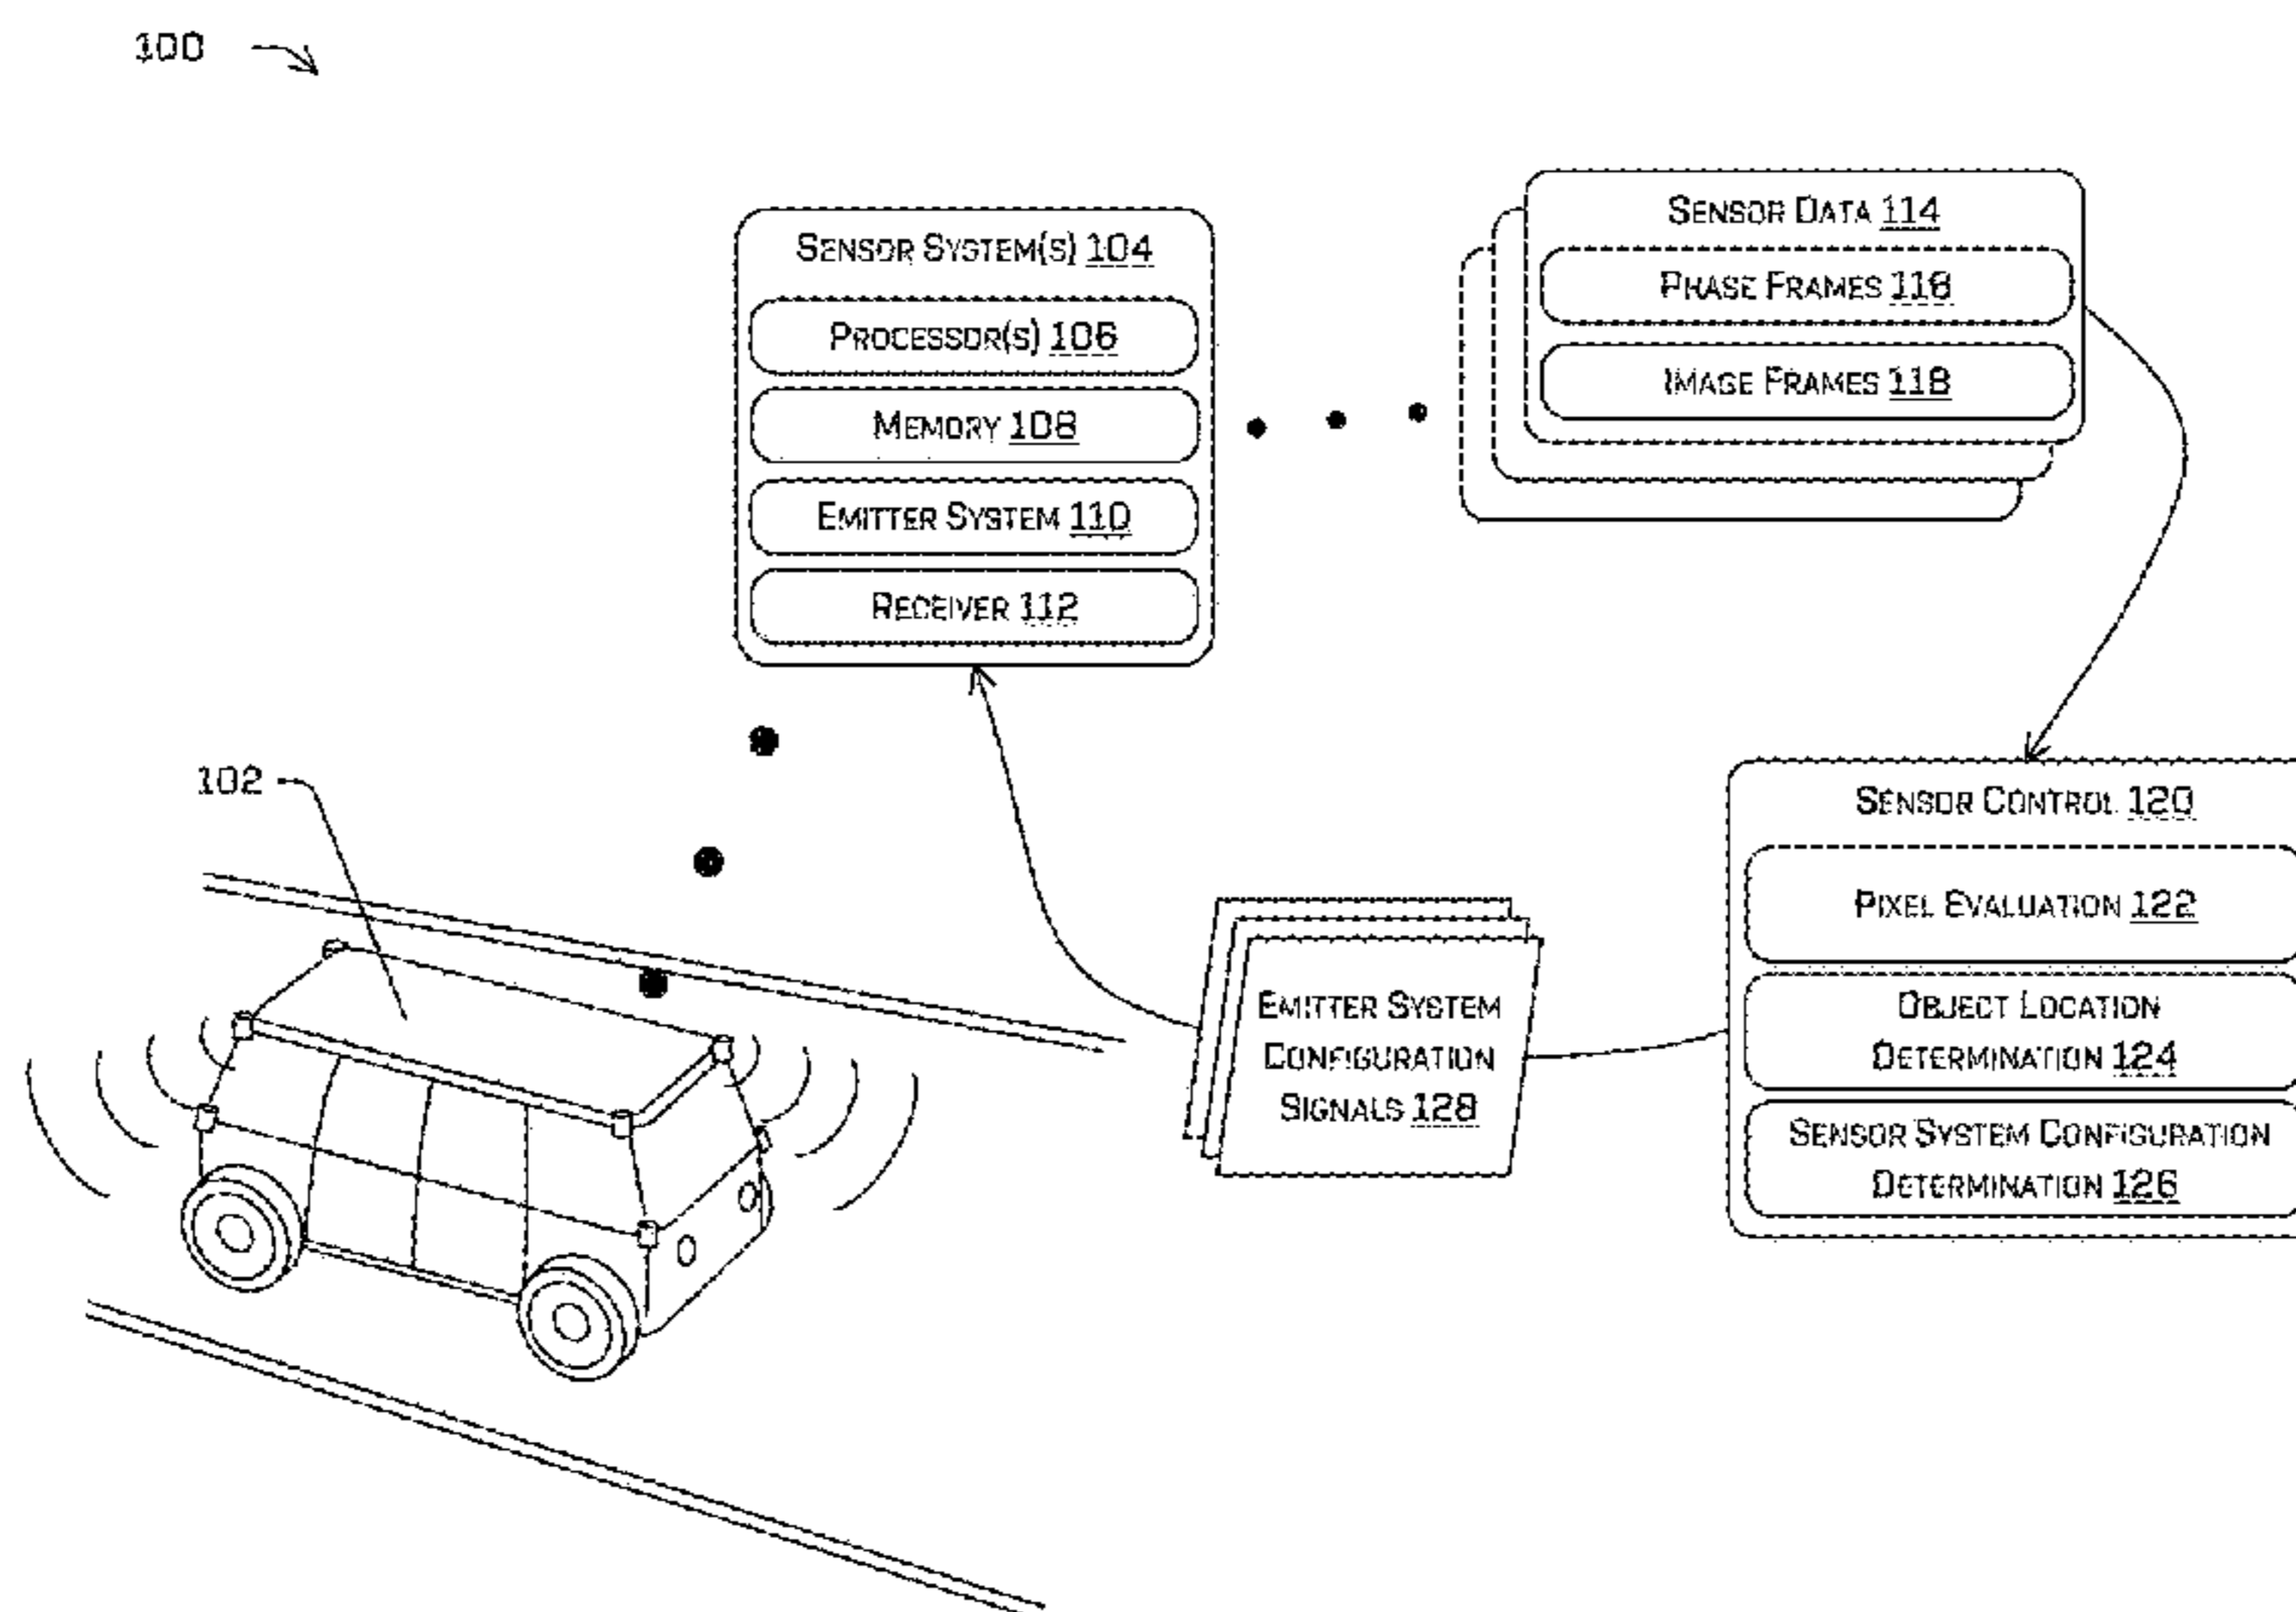 100
SENSOR SYSTEM(S) 104
PROCESSOR(S) 106
MEMORY 108
EMITTER SYSTEM 110
RECEIVER 112
SENSOR DATA 114
PHASE FRAMES 116
IMAGE FRAMES 118
102
SENSOR CONTROL 120
PIXEL EVALUATION 122
OBJECT LOCATION
DETERMINATION 124
SENSOR SYSTEM CONFIGURATION
DETERMINATION 126
EMITTER SYSTEM
CONFIGURATION
SIGNALS 128